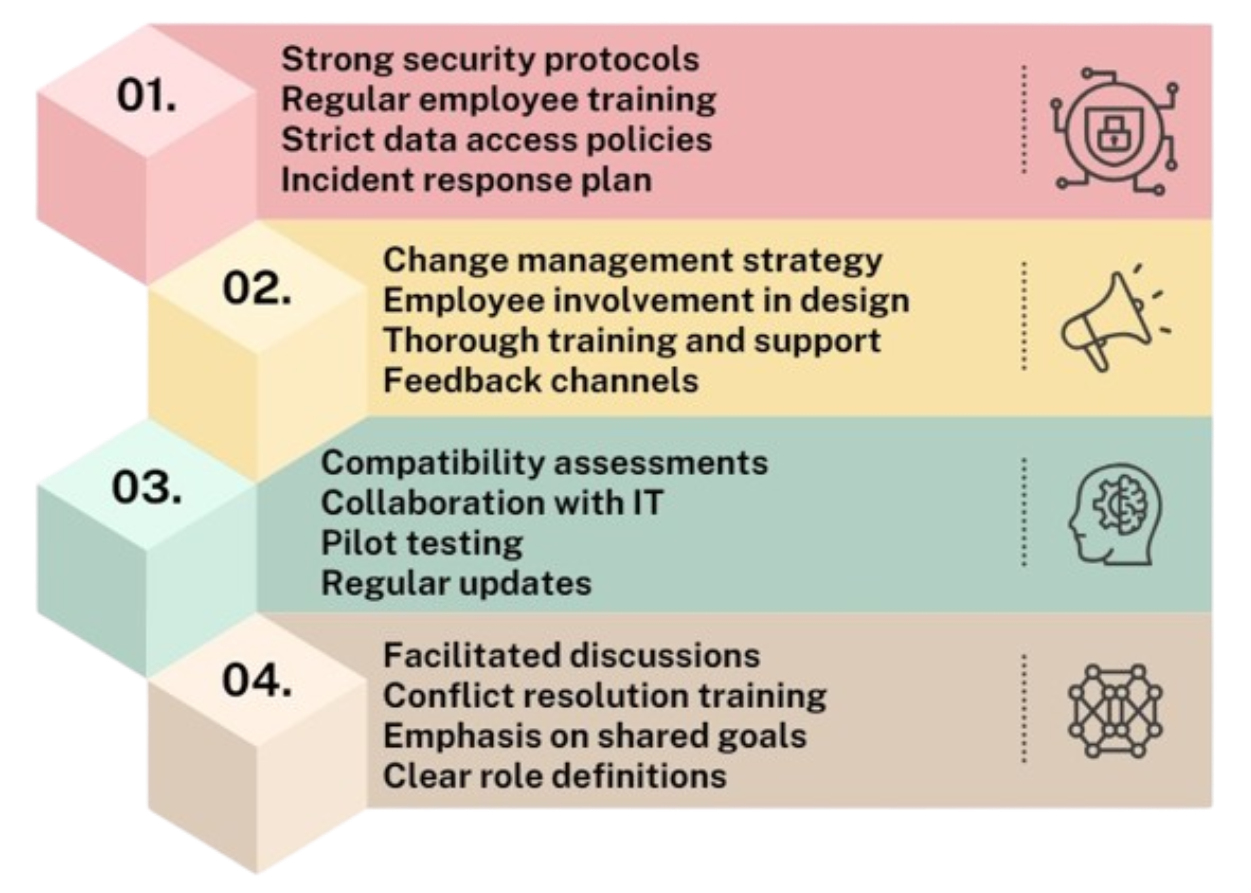 01.
Strong security protocols
Regular employee training
Strict data access policies
Incident response plan
02.
Change management strategy
Employee involvement in design
Thorough training and support
Feedback channels
03.
Compatibility assessments
Collaboration with IT
Pilot testing
Regular updates
04.
Facilitated discussions
Conflict resolution training
Emphasis on shared goals
Clear role definitions